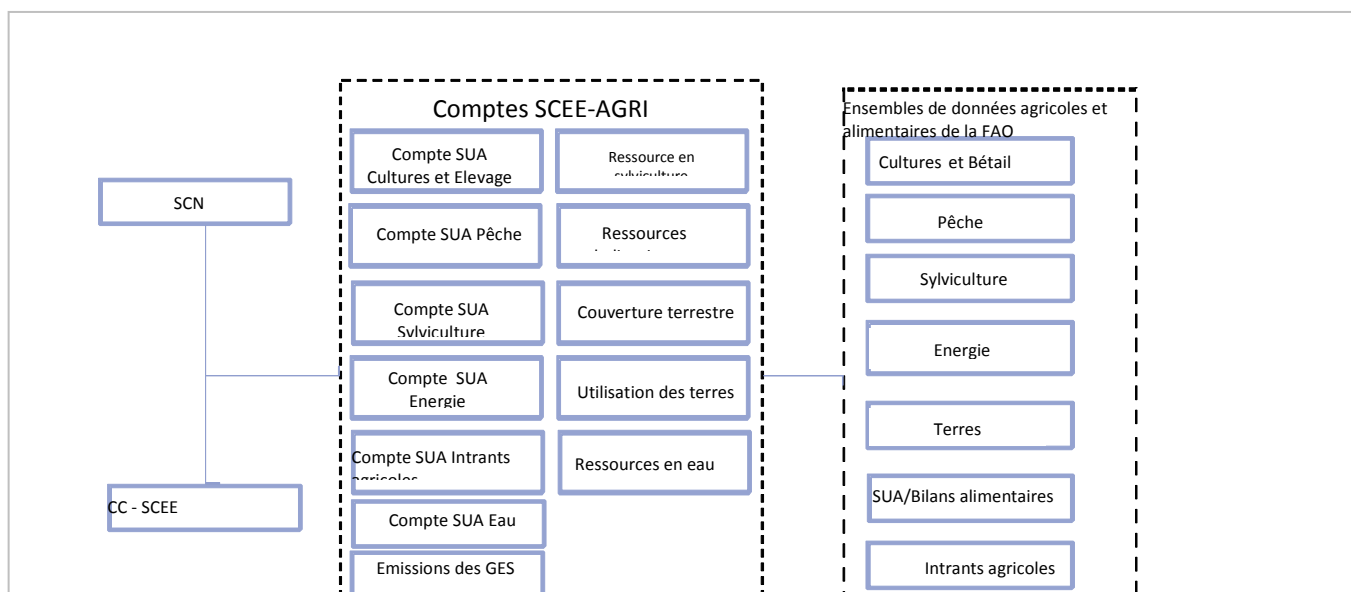 SCN
CC - SCEE
Comptes SCEE-AGRI
Compte SUA
Cultures et Elevage
Compte SUA Pêche
Compte SUA
Sylviculture
Compte SUA
Energie
Compte SUA Intrants
agricoles
Compte SUA Eau
Emissions des GES
Ressource en
sylviculture
Ressources
Couverture terrestre
Utilisation des terres
Ressources en eau
Ensembles de données agricoles et
alimentaires de la FAO
Cultures et Bétail
Pêche
Sylviculture
Energie
Terres
SUA/Bilans alimentaires
Intrants agricoles